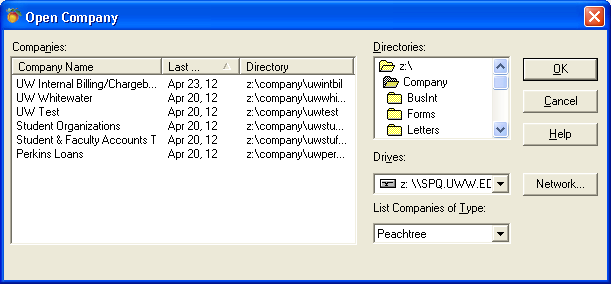 Open Company
Companies:
Company Name Last ... Directory
UW Internal Billing/Chargeb... Apr 23, 12 z:\company\uwintbil
UW Whitewater Apr 20, 12 z:\company\uwwhi...
UW Test Apr 20, 12 z:\company\uwtest
Student Organizations Apr 20, 12 z:\company\uwstu...
Student & Faculty Accounts T Apr 20, 12 z:\company\uwstuf...
Perkins Loans Apr 20, 12 z:\company\uwper...
Directories:
z:\
Company
BusInt
Forms
Letters
Drives:
z: \\SPQ.UWW.ED
List Companies of Type:
Peachtree
OK
Cancel
Help
Network...